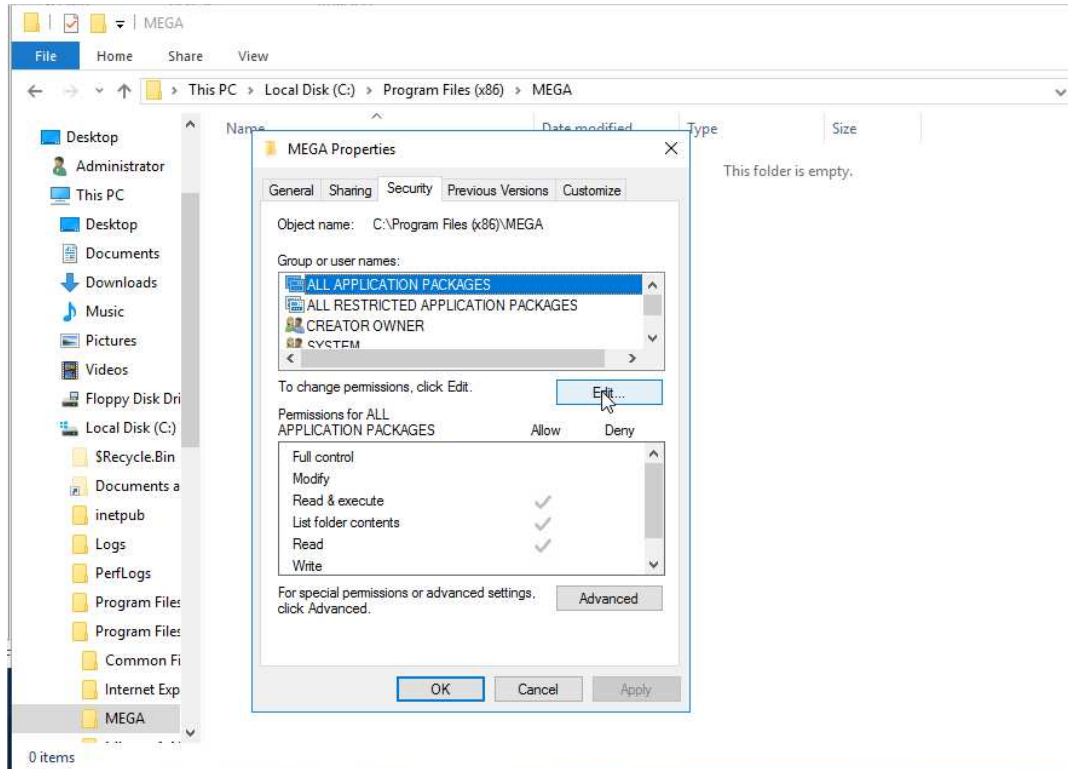 MEGA
File Home Share View
This PC > Local Disk (C:) > Program Files (x86) > MEGA
Name Date modified Type Size
This folder is empty.
Desktop
Administrator
This PC
Desktop
Documents
Downloads
Music
Pictures
Videos
Floppy Disk Dri
Local Disk (C:)
$Recycle.Bin
Documents a
inetpub
Logs
PerfLogs
Program Files
Program Files
Common Fi
Internet Exp
MEGA
0 items
MEGA Properties
General Sharing Security Previous Versions Customize
Object name: C:\Program Files (x86)\MEGA
Group or user names:
ALL APPLICATION PACKAGES
ALL RESTRICTED APPLICATION PACKAGES
CREATOR OWNER
SYSTEM
To change permissions, click Edit.
Edit...
Permissions for ALL
APPLICATION PACKAGES Allow Deny
Full control
Modify
Read & execute
List folder contents
Read
Write
For special permissions or advanced settings,
click Advanced.
Advanced
OK Cancel Apply